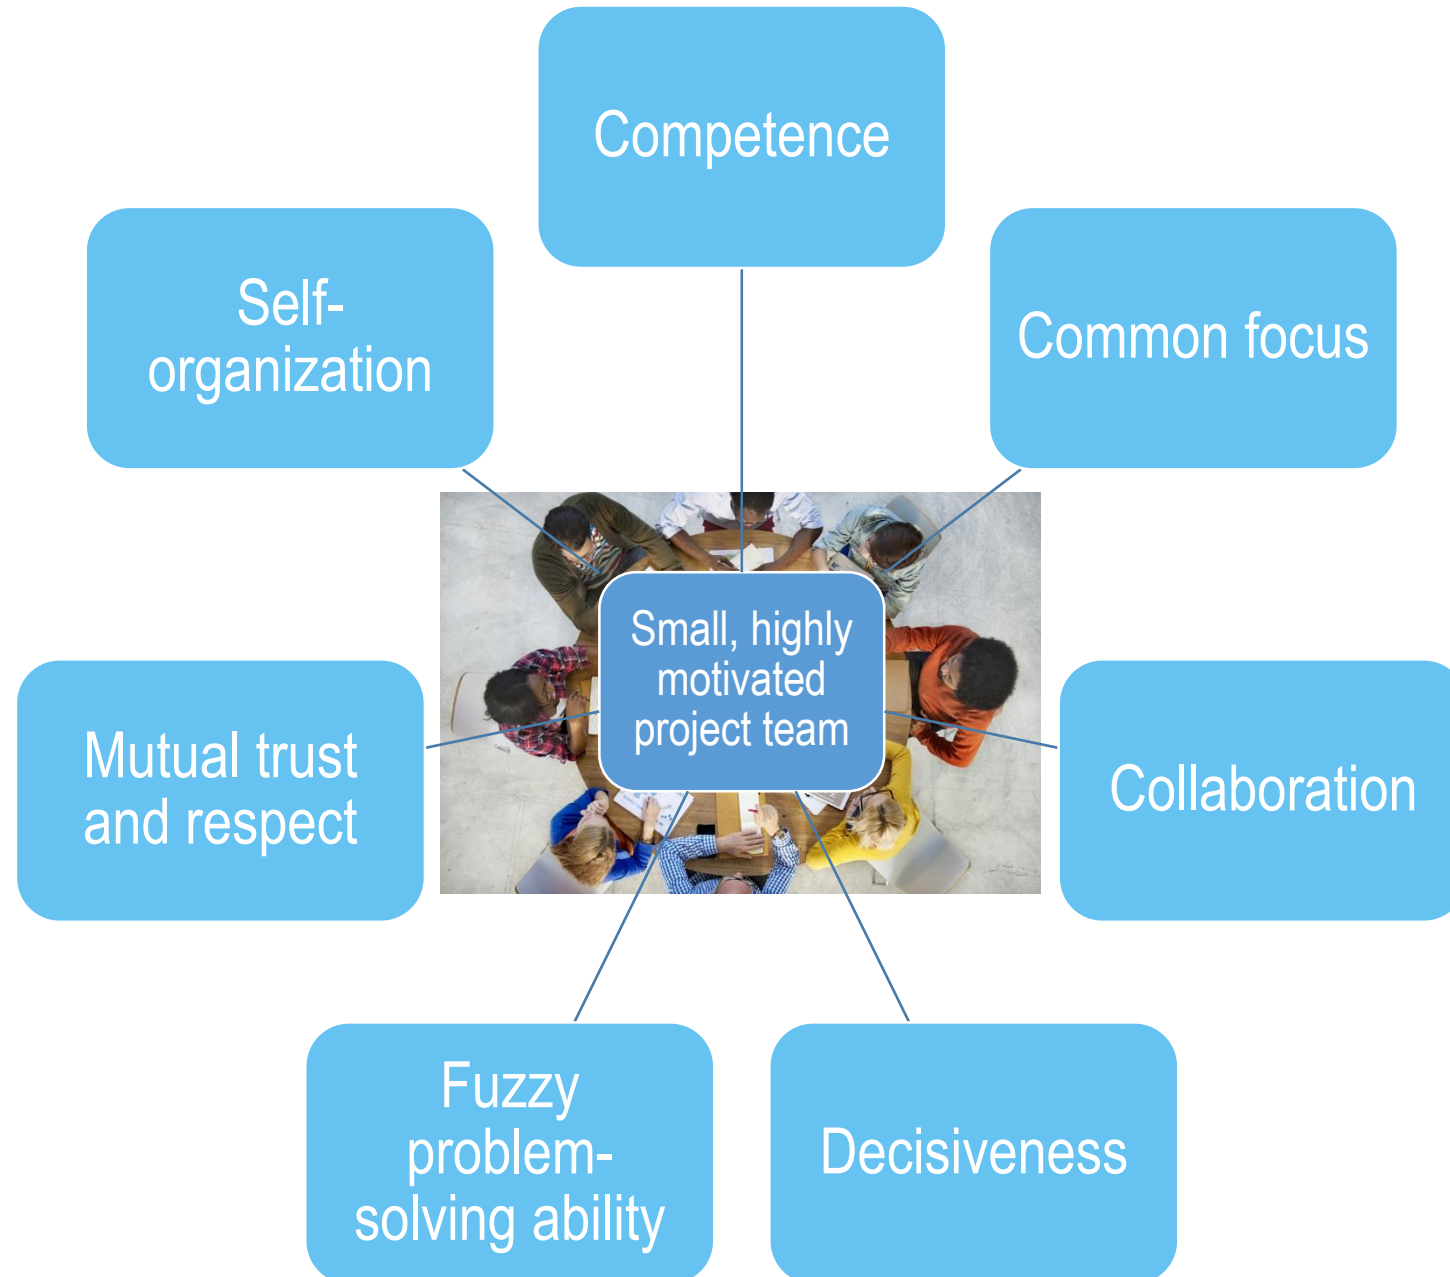 Competence
Self-
organization
Common focus
Small, highly
motivated
project team
Mutual trust
and respect
Collaboration
Fuzzy
problem-
solving ability
Decisiveness